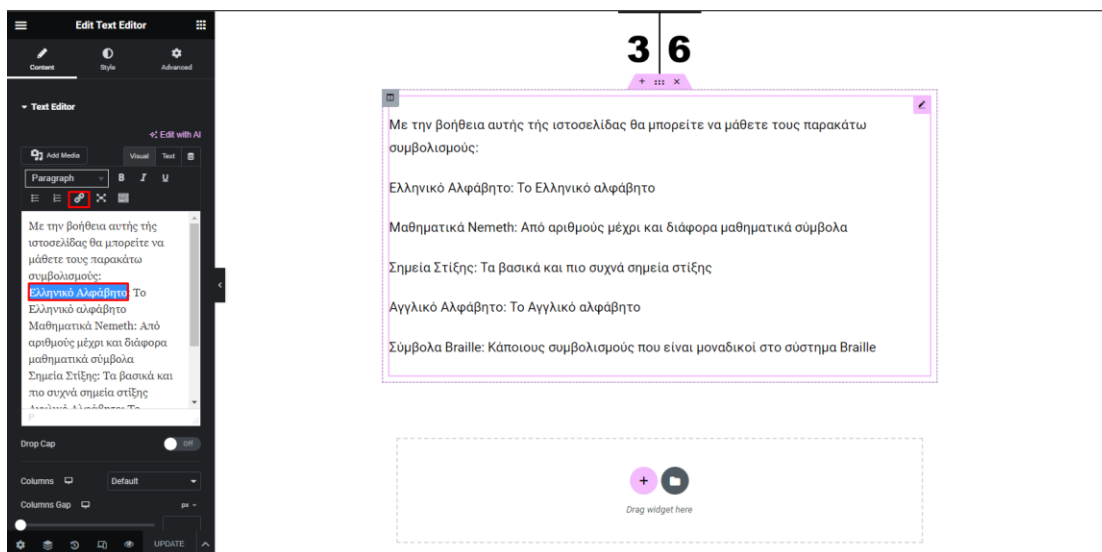 Edit Text Editor
Content
Style
Advanced
Text Editor
Edit with AI
Add Media
Visual
Text
Paragraph
B I U
Με την βοήθεια αυτής τής
ιστοσελίδας θα μπορείτε να
μάθετε τους παρακάτω
συμβολισμούς:
Ελληνικό Αλφάβητο: Το
Ελληνικό αλφάβητο
Μαθηματικά Nemeth: Από
αριθμούς μέχρι και διάφορα
μαθηματικά σύμβολα
Σημεία Στίξης: Τα βασικά και
πιο συχνά σημεία στίξης
Αγγλικό Αλφάβητο: Το
P
Drop Cap
Off
Columns
Default
Columns Gap
px
UPDATE
3 6
Με την βοήθεια αυτής τής ιστοσελίδας θα μπορείτε να μάθετε τους παρακάτω
συμβολισμούς:
Ελληνικό Αλφάβητο: Το Ελληνικό αλφάβητο
Μαθηματικά Nemeth: Από αριθμούς μέχρι και διάφορα μαθηματικά σύμβολα
Σημεία Στίξης: Τα βασικά και πιο συχνά σημεία στίξης
Αγγλικό Αλφάβητο: Το Αγγλικό αλφάβητο
Σύμβολα Braille: Κάποιους συμβολισμούς που είναι μοναδικοί στο σύστημα Braille
Drag widget here